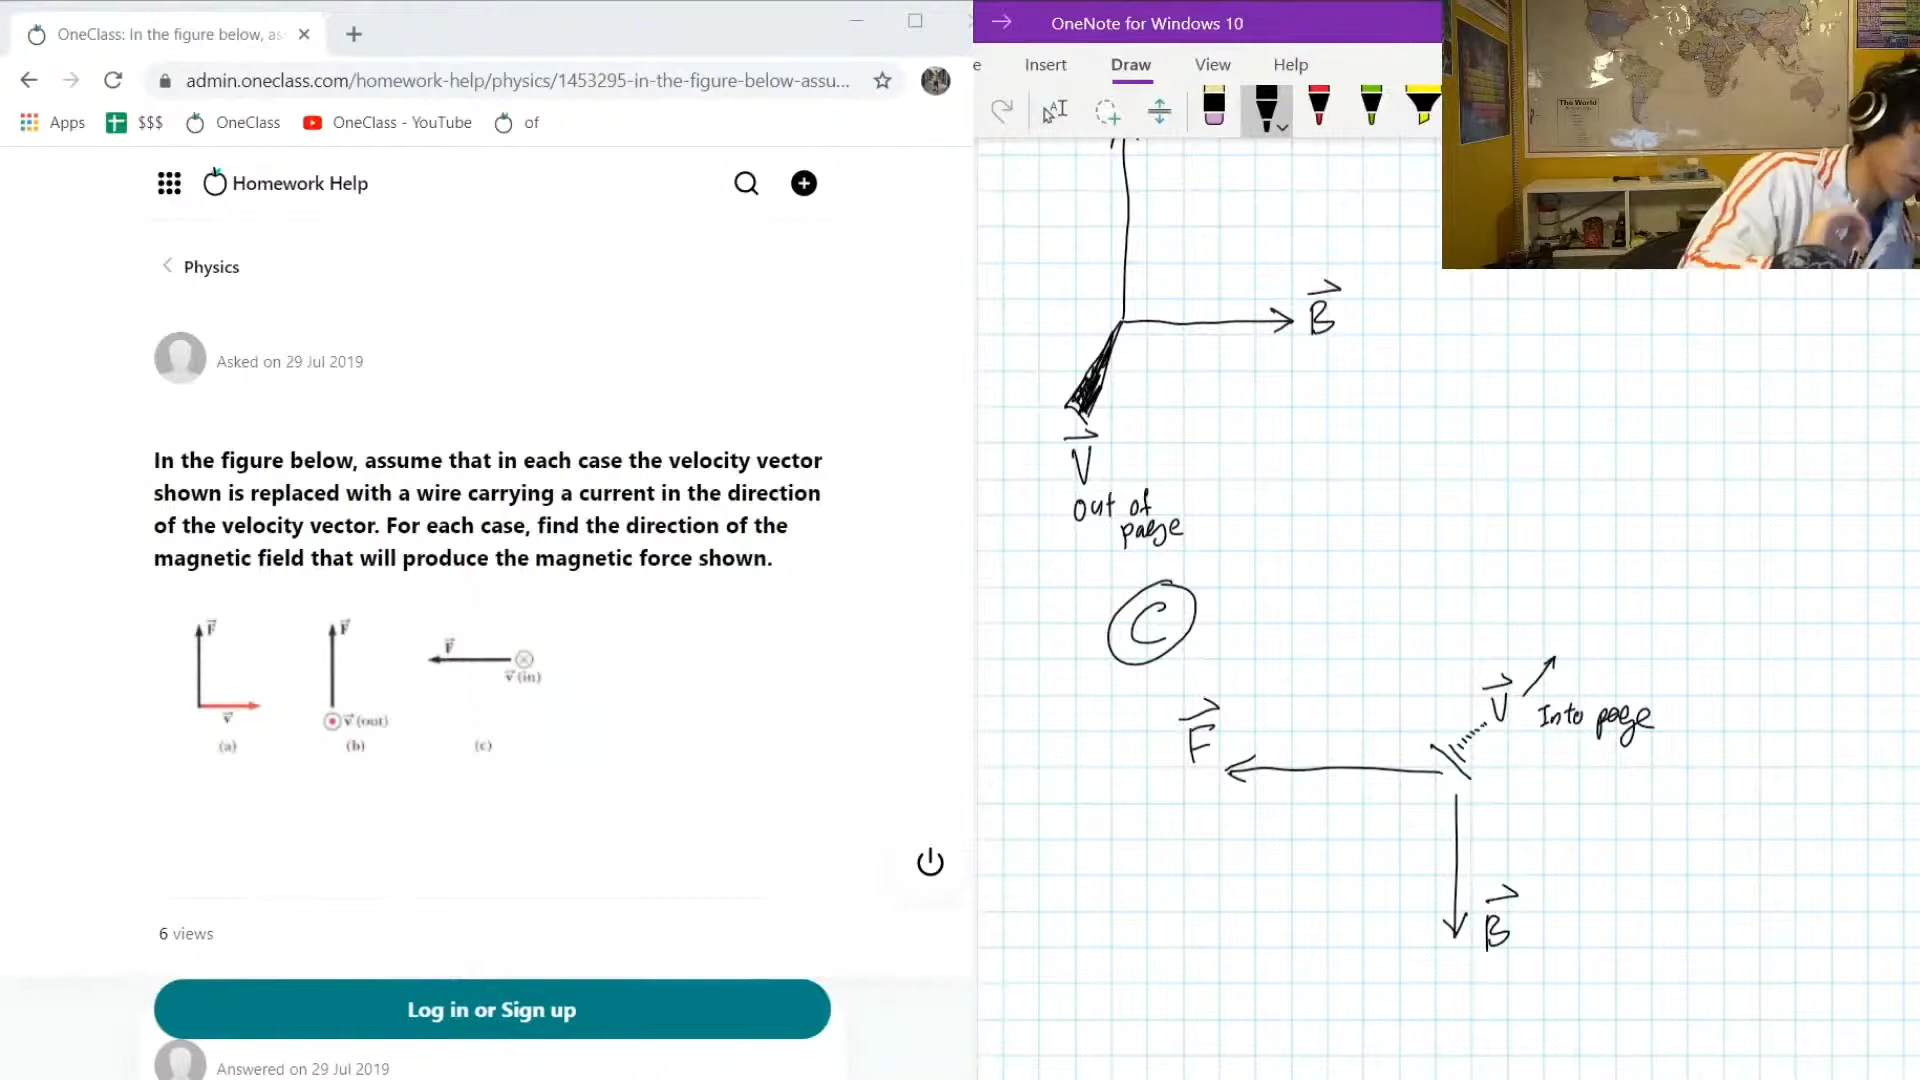 OneClass: In the figure below, as
admin.oneclass.com/homework-help/physics/1453295-in-the-figure-below-assu...
Apps
$$$
OneClass
OneClass - YouTube
of
Homework Help
Physics
Asked on 29 Jul 2019
In the figure below, assume that in each case the velocity vector
shown is replaced with a wire carrying a current in the direction
of the velocity vector. For each case, find the direction of the
magnetic field that will produce the magnetic force shown.
F
F
F
v (in)
v
v (out)
(a)
(b)
(c)
6 views
Log in or Sign up
Answered on 29 Jul 2019
OneNote for Windows 10
Insert
Draw
View
Help
The World
B
V
out of
page
C
V
Into page
F
B